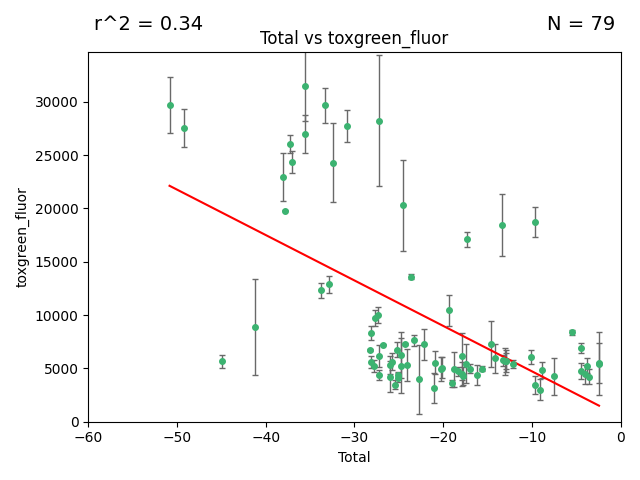 r^2 = 0.34
N = 79
Total vs toxgreen_fluor
toxgreen_fluor
30000
25000
20000
15000
10000
5000
0
−60
−50
−40
−30
−20
−10
0
Total